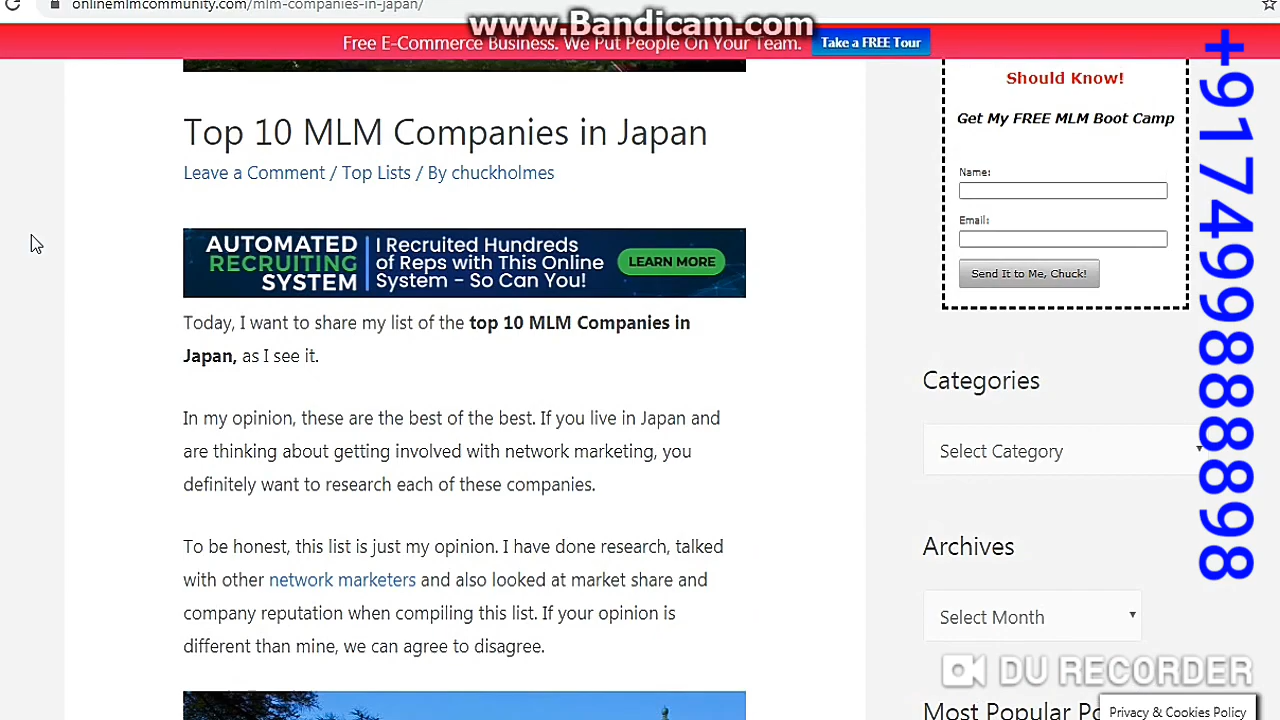 onlinemlmcommunity.com/mlm-companies-in-japan/
www.Bandicam.com
Free E-Commerce Business. We Put People On Your Team.
Take a FREE Tour
Top 10 MLM Companies in Japan
Leave a Comment / Top Lists / By chuckholmes
AUTOMATED
RECRUITING
SYSTEM
I Recruited Hundreds
of Reps with This Online
System – So Can You!
LEARN MORE
Today, I want to share my list of the top 10 MLM Companies in
Japan, as I see it.
In my opinion, these are the best of the best. If you live in Japan and
are thinking about getting involved with network marketing, you
definitely want to research each of these companies.
To be honest, this list is just my opinion. I have done research, talked
with other network marketers and also looked at market share and
company reputation when compiling this list. If your opinion is
different than mine, we can agree to disagree.
Should Know!
Get My FREE MLM Boot Camp
Name:
Email:
Send It to Me, Chuck!
Categories
Select Category
Archives
Select Month
DU RECORDER
Most Popular Po
Privacy & Cookies Policy
+917499888898